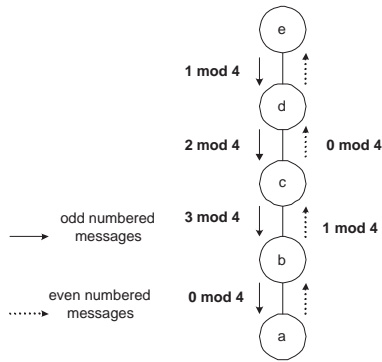 e
1 mod 4
d
2 mod 4
0 mod 4
c
odd numbered
messages
3 mod 4
1 mod 4
b
even numbered
messages
0 mod 4
a